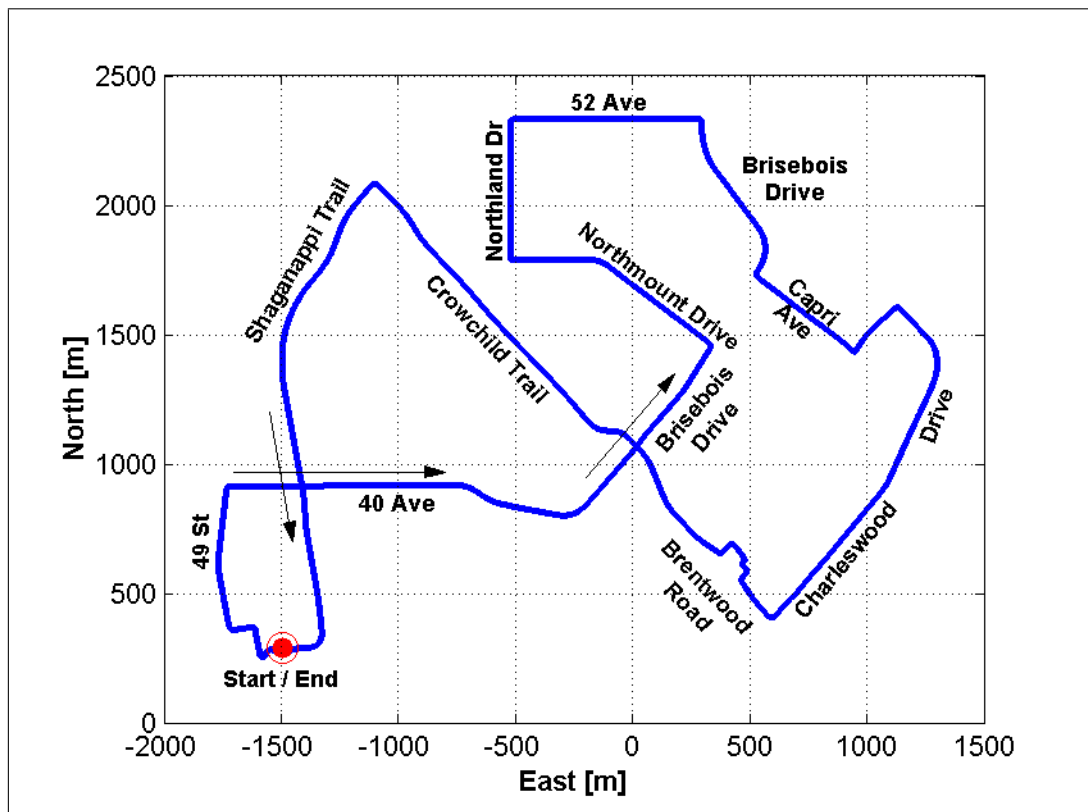 2500
2000
1500
1000
500
0
North [m]
-2000
-1500
-1000
-500
0
500
1000
1500
East [m]
52 Ave
Northland Dr
Brisebois
Drive
Shaganappi Trail
Northmount Drive
Capri
Ave
Crowchild Trail
Brisebois
Drive
Drive
40 Ave
49 St
Charleswood
Brentwood
Road
Start / End